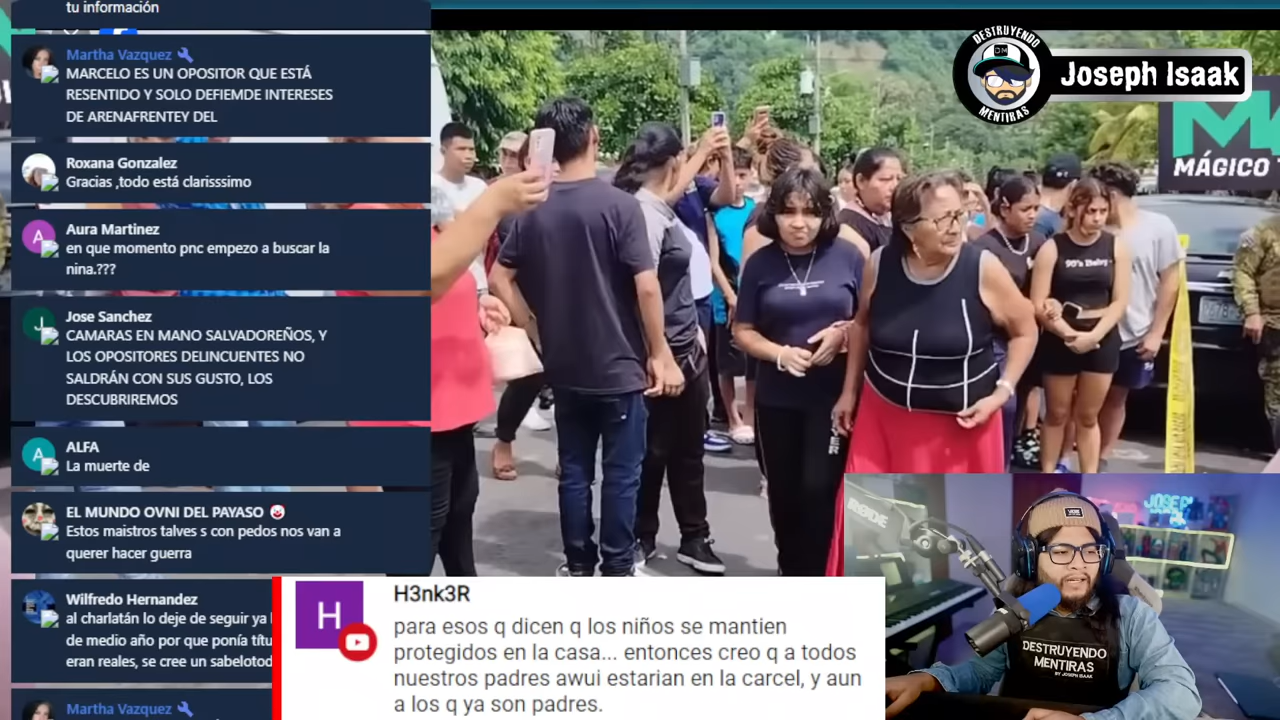 tu información
Martha Vazquez
MARCELO ES UN OPOSITOR QUE ESTÁ
RESENTIDO Y SOLO DEFIEMDE INTERESES
DE ARENAFRENTEY DEL
Roxana Gonzalez
Gracias ,todo está clarisssimo
A
Aura Martinez
en que momento pnc empezo a buscar la
nina.???
J
Jose Sanchez
CAMARAS EN MANO SALVADOREÑOS, Y
LOS OPOSITORES DELINCUENTES NO
SALDRÁN CON SUS GUSTO, LOS
DESCUBRIREMOS
A
ALFA
La muerte de
EL MUNDO OVNI DEL PAYASO
Estos maistros talves s con pedos nos van a
querer hacer guerra
Wilfredo Hernandez
al charlatán lo deje de seguir ya
de medio año por que ponía títu
eran reales, se cree un sabelotod
Martha Vazquez
H
H3nk3R
para esos q dicen q los niños se mantien
protegidos en la casa... entonces creo q a todos
nuestros padres awui estarian en la carcel, y aun
a los q ya son padres.
DESTRUYENDO
DM
MENTIRAS
Joseph Isaak
MÁGICO
90's Baby
RØDE
JOSEPH
DESTRUYENDO
MENTIRAS
BY JOSEPH ISAAK